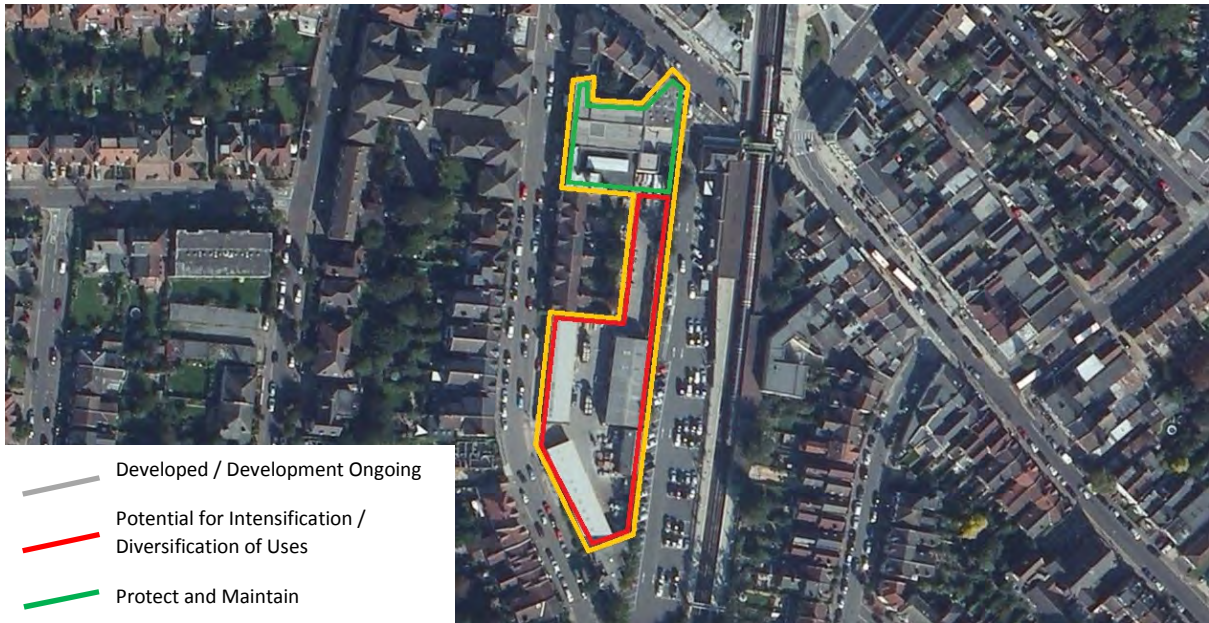 Developed / Development Ongoing
Potential for Intensification /
Diversification of Uses
Protect and Maintain